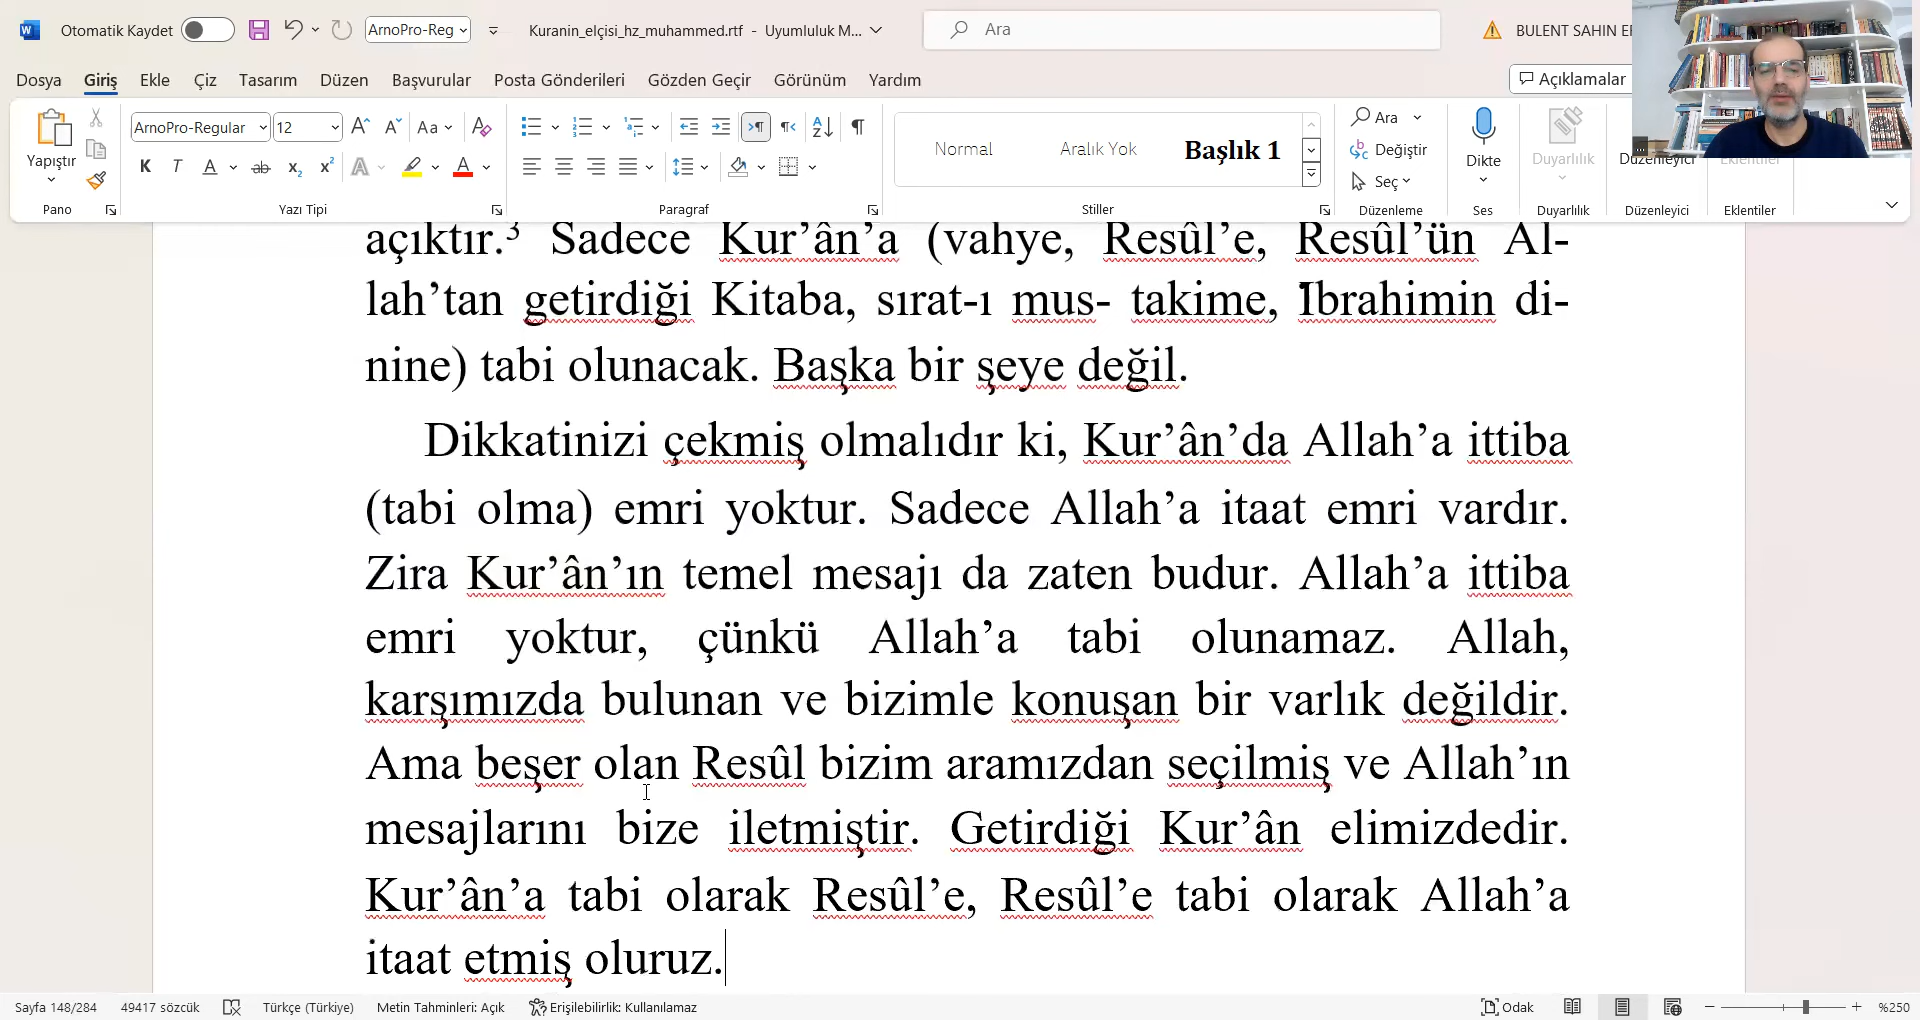 Otomatik Kaydet
ArnoPro-Reg
Kuranin_elçisi_hz_muhammed.rtf - Uyumluluk M...
Ara
BULENT SAHIN
Dosya Giriş Ekle Çiz Tasarım Düzen Başvurular Posta Gönderileri Gözden Geçir Görünüm Yardım
Açıklamalar
Yapıştır
ArnoPro-Regular 12
Normal Aralık Yok Başlık 1
Ara
Değiştir
Seç
Dikte
Duyarlılık
Düzenleyici
Eklentiler
Pano Yazı Tipi Paragraf Stiller Düzenleme Ses Duyarlılık Düzenleyici Eklentiler
açıktır.³ Sadece Kur’ân’a (vahye, Resûl’e, Resûl’ün Al-
lah’tan getirdiği Kitaba, sırat-ı mus- takime, İbrahimin di-
nine) tabi olunacak. Başka bir şeye değil.
Dikkatinizi çekmiş olmalıdır ki, Kur’ân’da Allah’a ittiba
(tabi olma) emri yoktur. Sadece Allah’a itaat emri vardır.
Zira Kur’ân’ın temel mesajı da zaten budur. Allah’a ittiba
emri yoktur, çünkü Allah’a tabi olunamaz. Allah,
karşımızda bulunan ve bizimle konuşan bir varlık değildir.
Ama beşer olan Resûl bizim aramızdan seçilmiş ve Allah’ın
mesajlarını bize iletmiştir. Getirdiği Kur’ân elimizdedir.
Kur’ân’a tabi olarak Resûl’e, Resûl’e tabi olarak Allah’a
itaat etmiş oluruz.
Sayfa 148/284 49417 sözcük Türkçe (Türkiye) Metin Tahminleri: Açık Erişilebilirlik: Kullanılamaz Odak %250